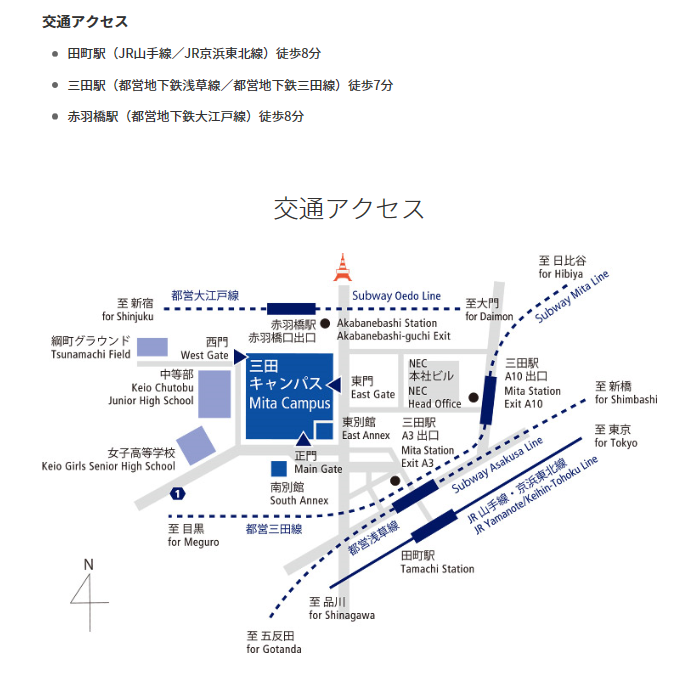 交通アクセス
田町駅（JR山手線／JR京浜東北線）徒歩8分
三田駅（都営地下鉄浅草線／都営地下鉄三田線）徒歩7分
赤羽橋駅（都営地下鉄大江戸線）徒歩8分
交通アクセス
至 日比谷
for Hibiya
Subway Mita Line
至 新宿
for Shinjuku
都営大江戸線
Subway Oedo Line
至大門
for Daimon
赤羽橋駅
赤羽橋口出口
Akabanebashi Station
Akabanebashi-guchi Exit
綱町グラウンド
Tsunamachi Field
西門
West Gate
三田
キャンパス
Mita Campus
東門
East Gate
NEC
本社ビル
NEC
Head Office
三田駅
A10 出口
Mita Station
Exit A10
中等部
Keio Chutobu
Junior High School
至 新橋
for Shimbashi
東別館
East Annex
三田駅
A3 出口
Mita Station
Exit A3
至 東京
for Tokyo
女子高等学校
Keio Girls Senior High School
正門
Main Gate
南別館
South Annex
Subway Asakusa Line
JR 山手線・京浜東北線
JR Yamanote/Keihin-Tohoku Line
1
至 目黒
for Meguro
都営三田線
都営浅草線
田町駅
Tamachi Station
N
至 品川
for Shinagawa
至 五反田
for Gotanda